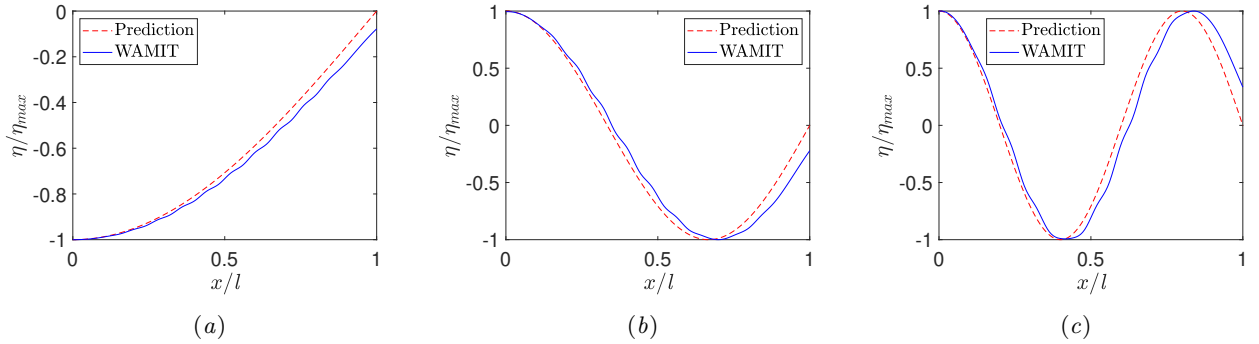 0
-0.2
-0.4
-0.6
-0.8
-1
η/η_max
Prediction
WAMIT
0 0.5 1
x/l
(a)
1
0.5
0
-0.5
-1
η/η_max
Prediction
WAMIT
0 0.5 1
x/l
(b)
1
0.5
0
-0.5
-1
η/η_max
Prediction
WAMIT
0 0.5 1
x/l
(c)